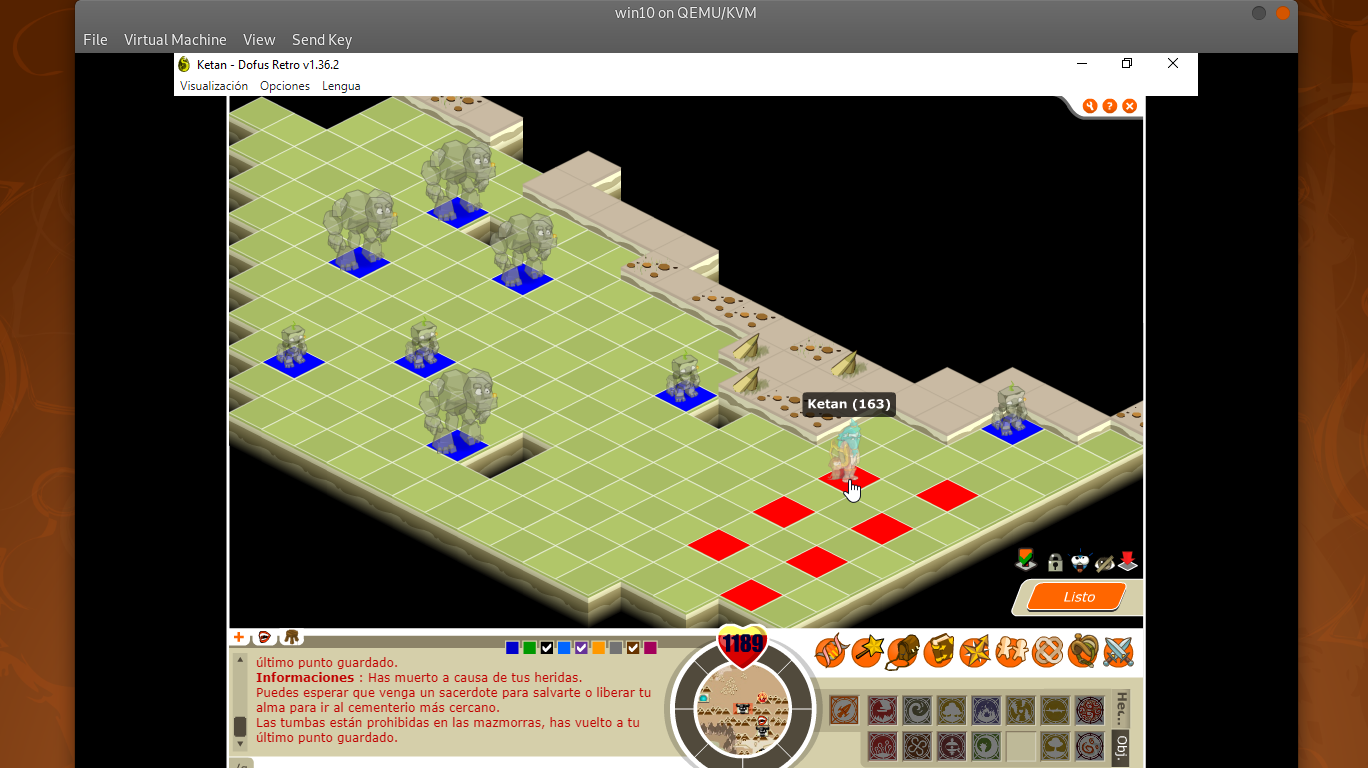 win10 on QEMU/KVM
File Virtual Machine View Send Key
Ketan - Dofus Retro v1.36.2
Visualización Opciones Lengua
Ketan (163)
Listo
1189
último punto guardado.
Informaciones : Has muerto a causa de tus heridas.
Puedes esperar que venga un sacerdote para salvarte o liberar tu
alma para ir al cementerio más cercano.
Las tumbas están prohibidas en las mazmorras, has vuelto a tu
último punto guardado.
Hec...
Obj.